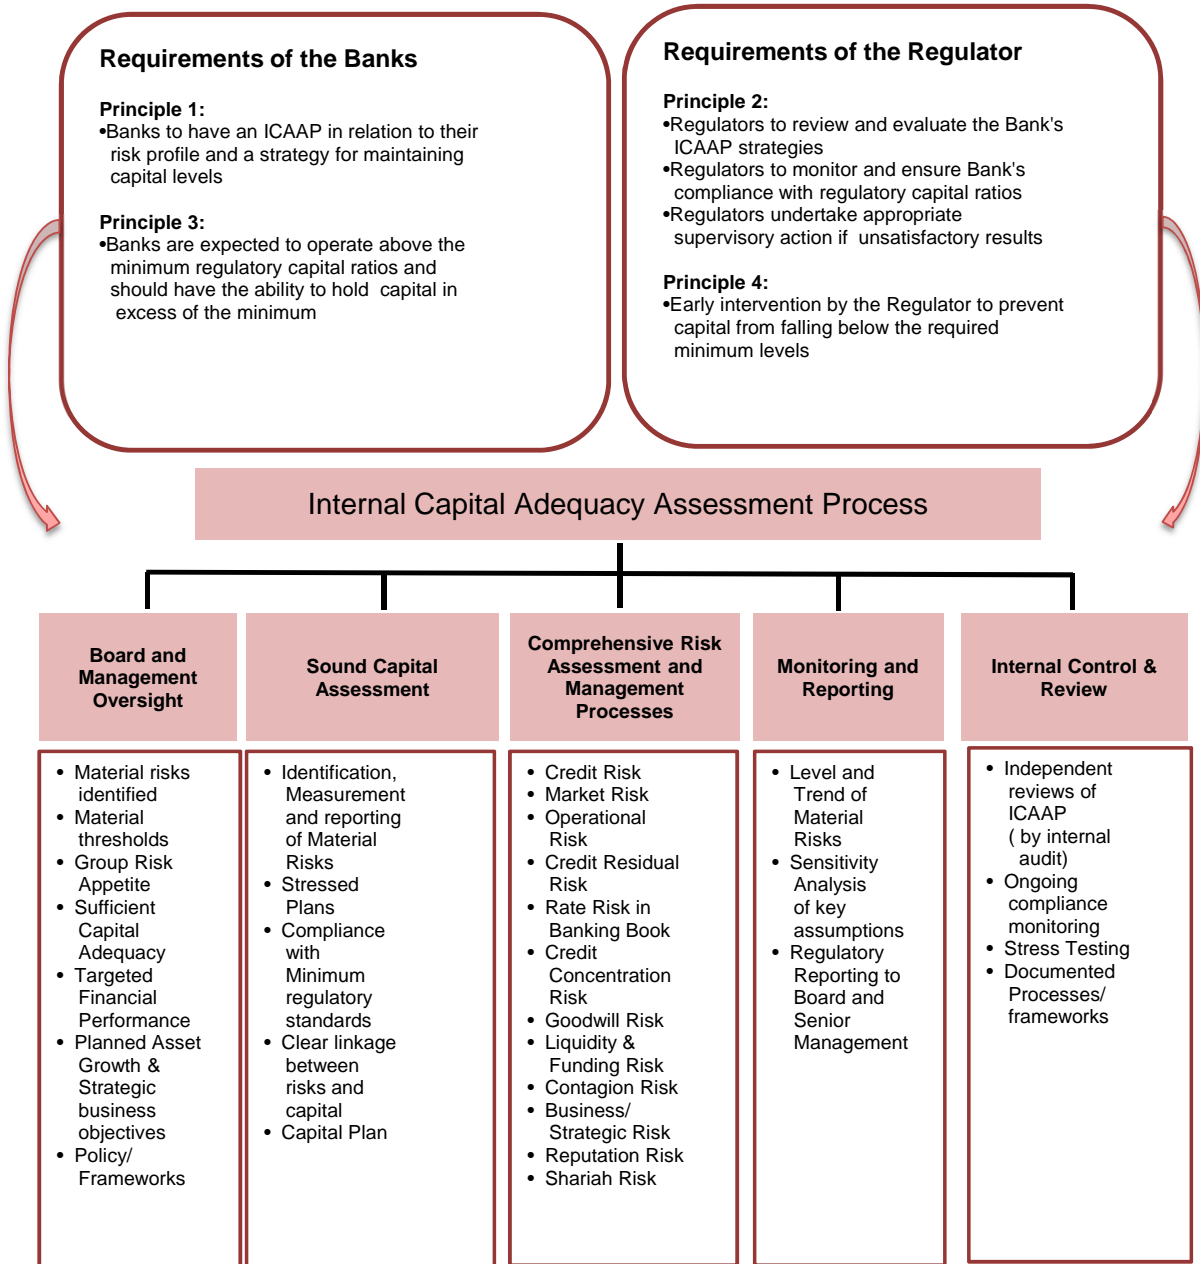 Requirements of the Banks
Principle 1:
•Banks to have an ICAAP in relation to their
risk profile and a strategy for maintaining
capital levels
Principle 3:
•Banks are expected to operate above the
minimum regulatory capital ratios and
should have the ability to hold capital in
excess of the minimum
Requirements of the Regulator
Principle 2:
•Regulators to review and evaluate the Bank's
ICAAP strategies
•Regulators to monitor and ensure Bank's
compliance with regulatory capital ratios
•Regulators undertake appropriate
supervisory action if unsatisfactory results
Principle 4:
•Early intervention by the Regulator to prevent
capital from falling below the required
minimum levels
Internal Capital Adequacy Assessment Process
Board and
Management
Oversight
• Material risks
identified
• Material
thresholds
• Group Risk
Appetite
• Sufficient
Capital
Adequacy
• Targeted
Financial
Performance
• Planned Asset
Growth &
Strategic
business
objectives
• Policy/
Frameworks
Sound Capital
Assessment
• Identification,
Measurement
and reporting
of Material
Risks
• Stressed
Plans
• Compliance
with
Minimum
regulatory
standards
• Clear linkage
between
risks and
capital
• Capital Plan
Comprehensive Risk
Assessment and
Management
Processes
• Credit Risk
• Market Risk
• Operational
Risk
• Credit Residual
Risk
• Rate Risk in
Banking Book
• Credit
Concentration
Risk
• Goodwill Risk
• Liquidity &
Funding Risk
• Contagion Risk
• Business/
Strategic Risk
• Reputation Risk
• Shariah Risk
Monitoring and
Reporting
• Level and
Trend of
Material
Risks
• Sensitivity
Analysis
of key
assumptions
• Regulatory
Reporting to
Board and
Senior
Management
Internal Control &
Review
• Independent
reviews of
ICAAP
( by internal
audit)
• Ongoing
compliance
monitoring
• Stress Testing
• Documented
Processes/
frameworks